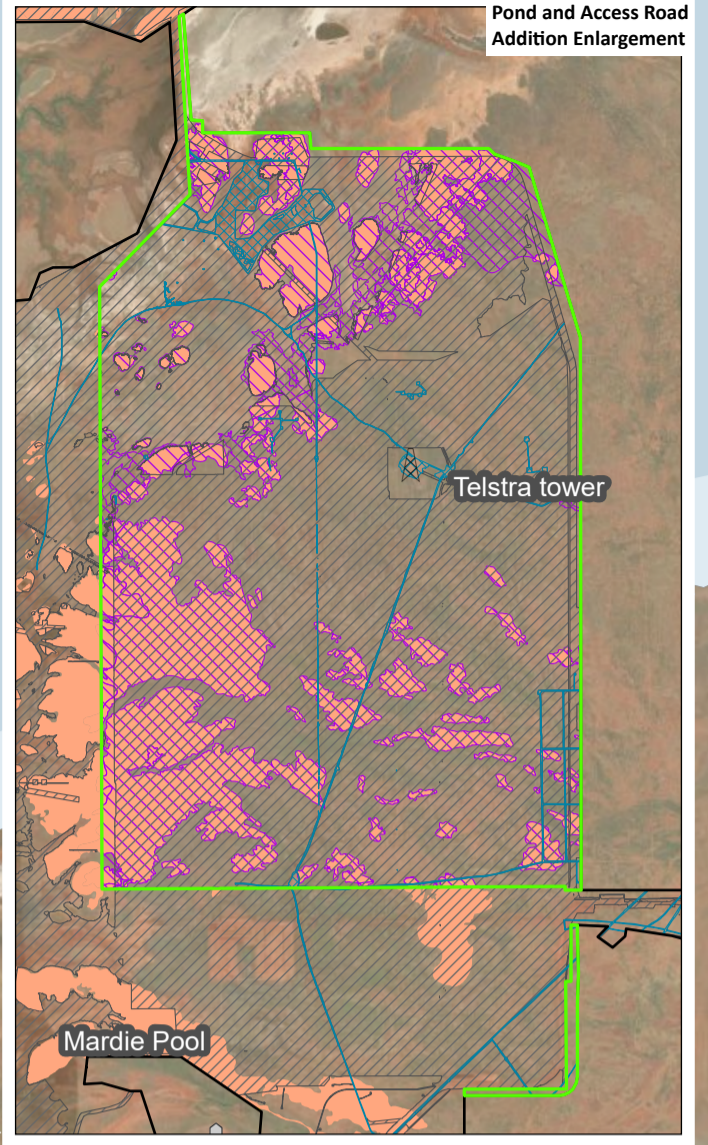 Pond and Access Road
Addition Enlargement
Telstra tower
Mardie Pool